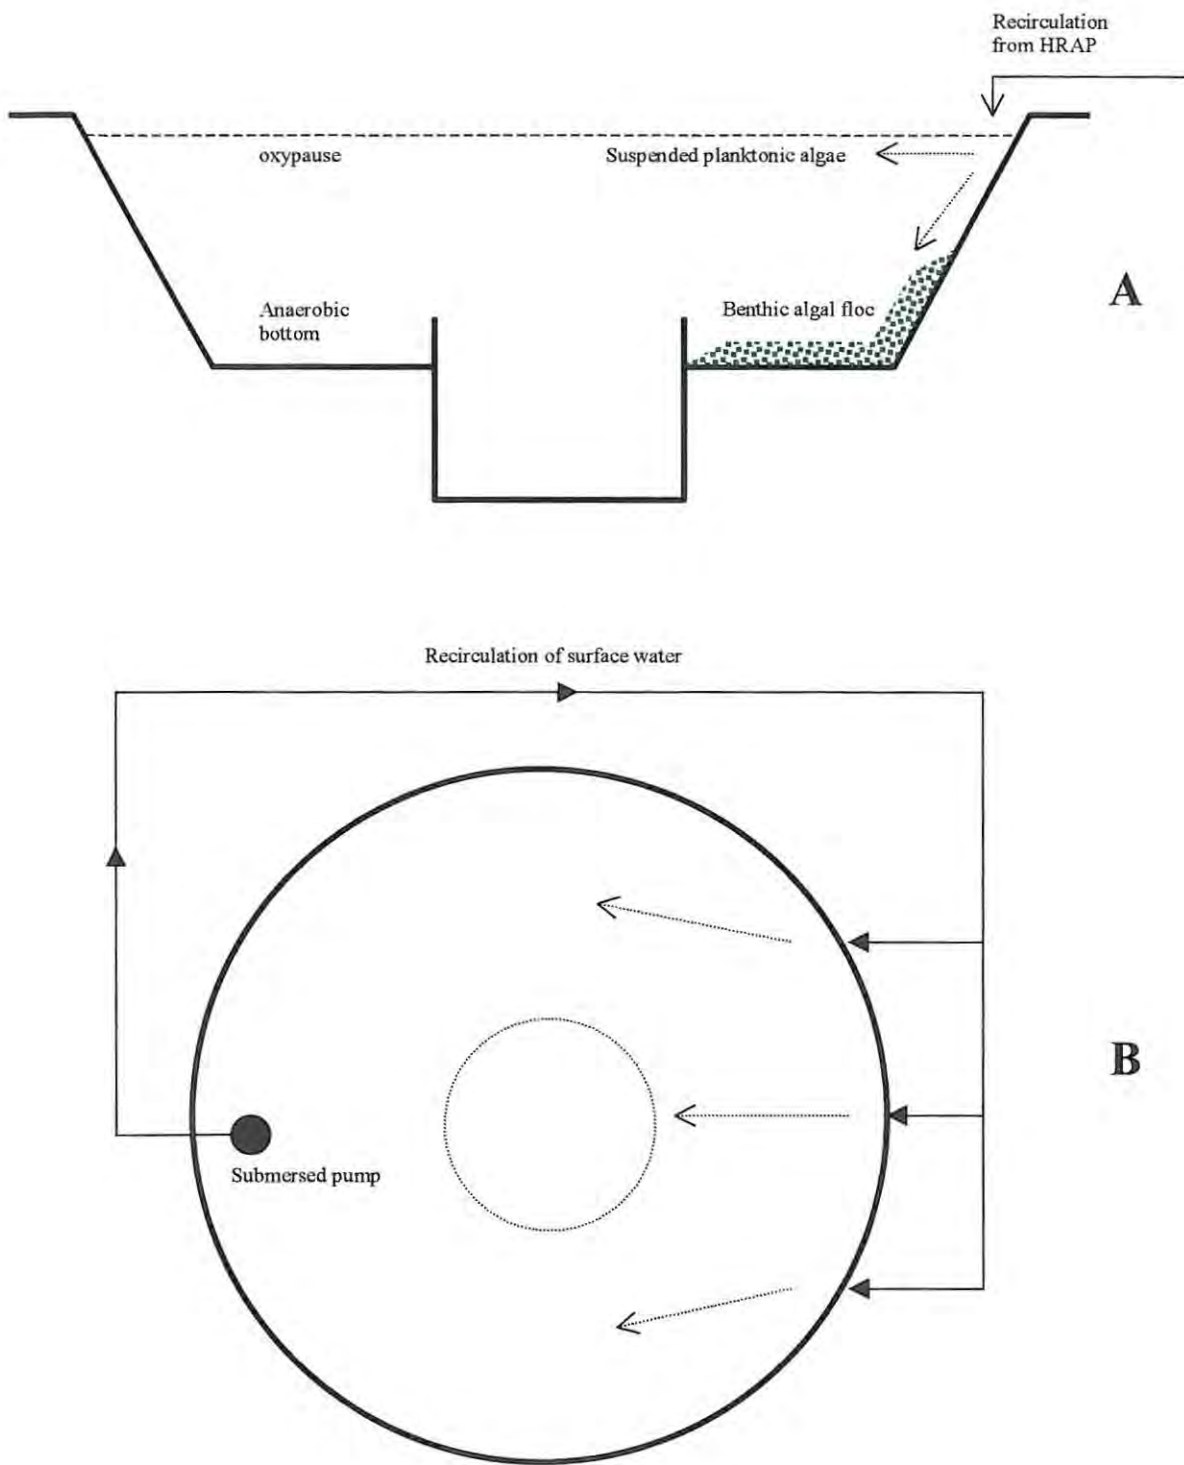 Recirculation
from HRAP
oxypause
Suspended planktonic algae
Anaerobic
bottom
Benthic algal floc
A
Recirculation of surface water
B
Submersed pump